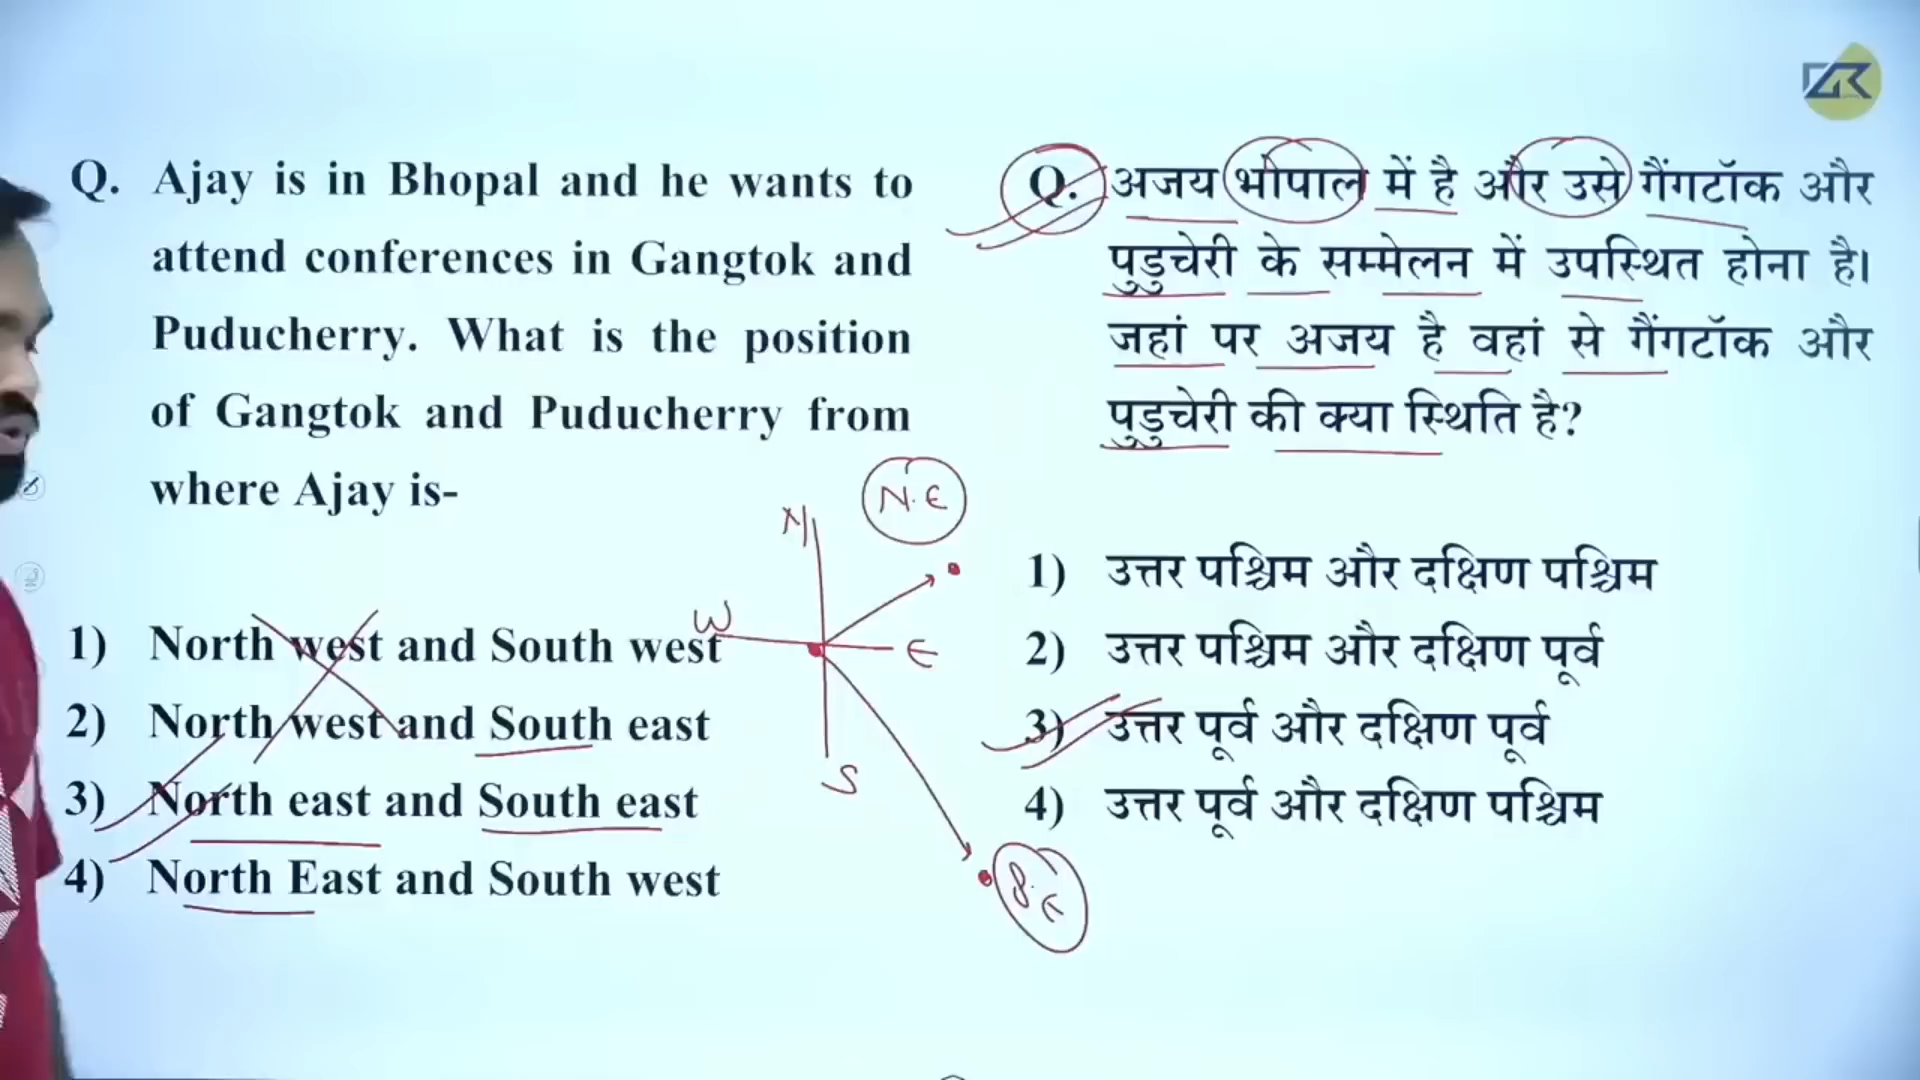 Q. Ajay is in Bhopal and he wants to
attend conferences in Gangtok and
Puducherry. What is the position
of Gangtok and Puducherry from
where Ajay is-
1) North west and South west
2) North west and South east
3) North east and South east
4) North East and South west
Q. अजय भोपाल में है और उसे गैंगटॉक और
पुडुचेरी के सम्मेलन में उपस्थित होना है।
जहां पर अजय है वहां से गैंगटॉक और
पुडुचेरी की क्या स्थिति है?
1) उत्तर पश्चिम और दक्षिण पश्चिम
2) उत्तर पश्चिम और दक्षिण पूर्व
3) उत्तर पूर्व और दक्षिण पूर्व
4) उत्तर पूर्व और दक्षिण पश्चिम
N.E
N
W
E
S
S.E